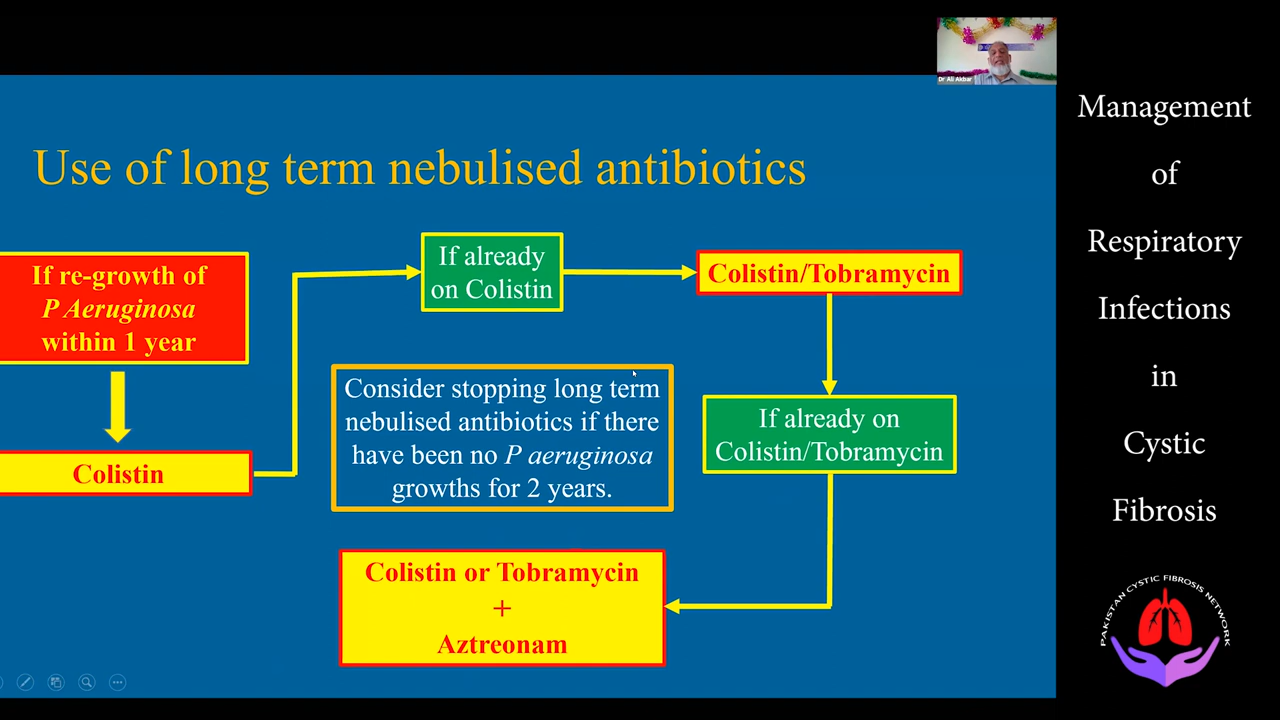 Dr Ali Akbar
Use of long term nebulised antibiotics
If re-growth of
P Aeruginosa
within 1 year
Colistin
If already
on Colistin
Colistin/Tobramycin
If already on
Colistin/Tobramycin
Colistin or Tobramycin
+
Aztreonam
Consider stopping long term
nebulised antibiotics if there
have been no P aeruginosa
growths for 2 years.
Management
of
Respiratory
Infections
in
Cystic
Fibrosis
PAKISTAN CYSTIC FIBROSIS NETWORK